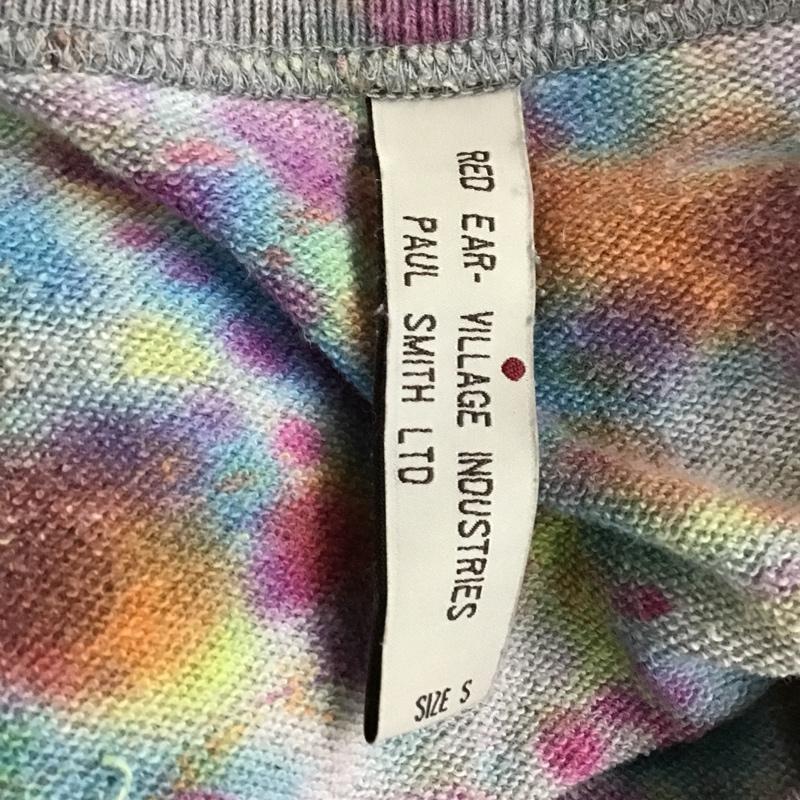 RED EAR- VILLAGE INDUSTRIES
PAUL SMITH LTD
SIZE S